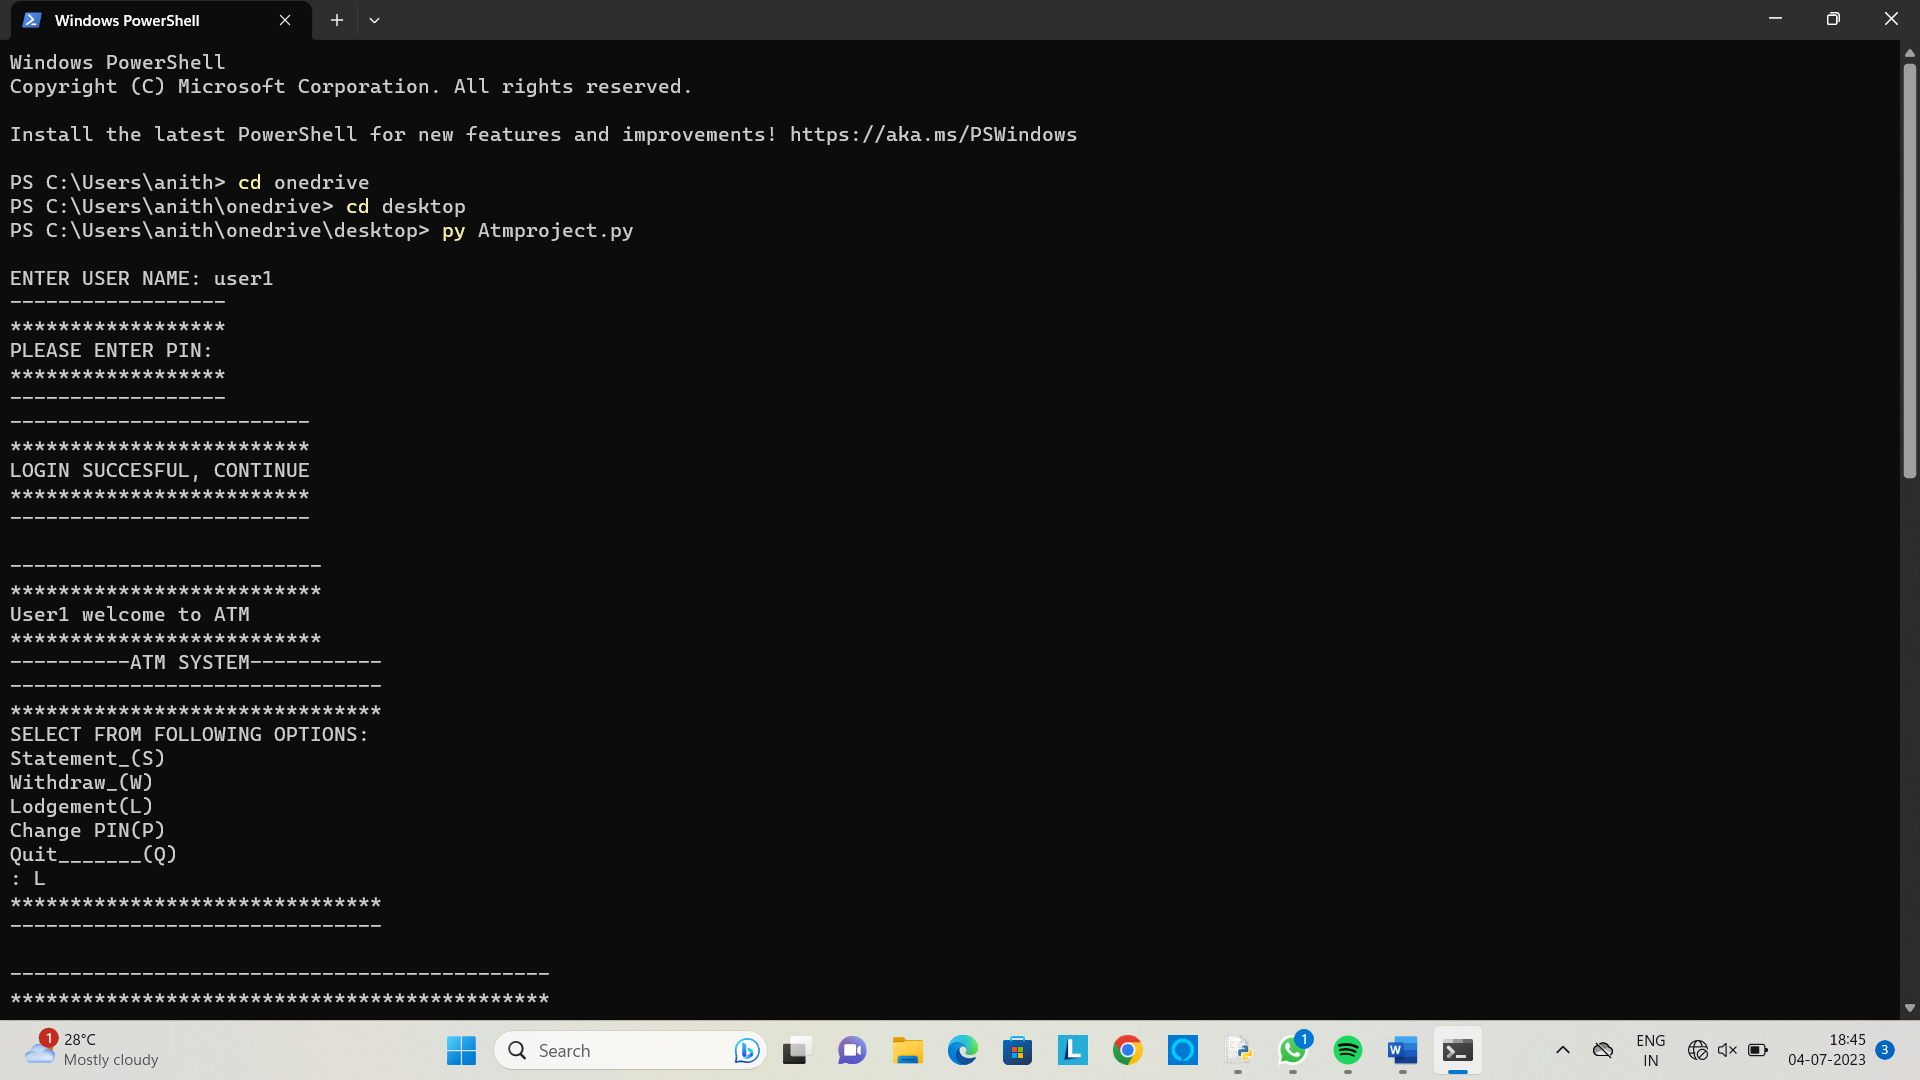 Windows PowerShell
Windows PowerShell
Copyright (C) Microsoft Corporation. All rights reserved.
Install the latest PowerShell for new features and improvements! https://aka.ms/PSWindows
PS C:\Users\anith> cd onedrive
PS C:\Users\anith\onedrive> cd desktop
PS C:\Users\anith\onedrive\desktop> py Atmproject.py
ENTER USER NAME: user1
------------------
******************
PLEASE ENTER PIN:
******************
------------------
-------------------------
*************************
LOGIN SUCCESFUL, CONTINUE
*************************
-------------------------
--------------------------
**************************
User1 welcome to ATM
**************************
----------ATM SYSTEM-----------
-------------------------------
*******************************
SELECT FROM FOLLOWING OPTIONS:
Statement_(S)
Withdraw_(W)
Lodgement(L)
Change PIN(P)
Quit_______(Q)
: L
*******************************
-------------------------------
---------------------------------------------
*********************************************
1
28°C
Mostly cloudy
Search
1
ENG
IN
18:45
04-07-2023
3